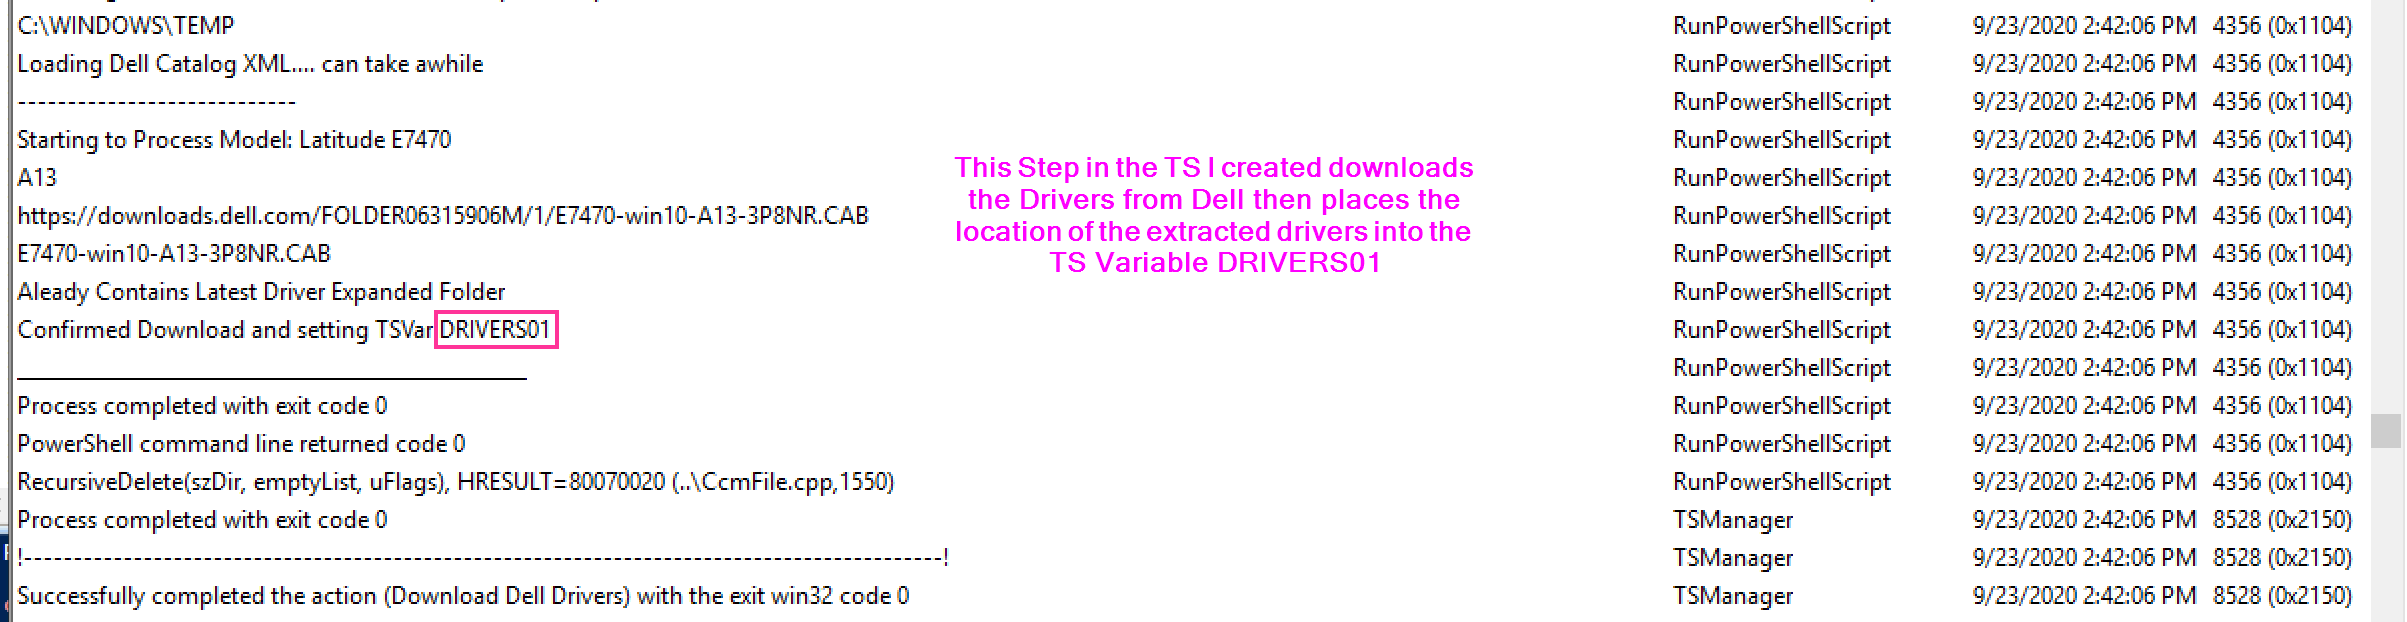 C:\WINDOWS\TEMP RunPowerShellScript 9/23/2020 2:42:06 PM 4356 (0x1104)
Loading Dell Catalog XML.... can take awhile RunPowerShellScript 9/23/2020 2:42:06 PM 4356 (0x1104)
---------------------------- RunPowerShellScript 9/23/2020 2:42:06 PM 4356 (0x1104)
Starting to Process Model: Latitude E7470 RunPowerShellScript 9/23/2020 2:42:06 PM 4356 (0x1104)
A13 RunPowerShellScript 9/23/2020 2:42:06 PM 4356 (0x1104)
https://downloads.dell.com/FOLDER06315906M/1/E7470-win10-A13-3P8NR.CAB RunPowerShellScript 9/23/2020 2:42:06 PM 4356 (0x1104)
E7470-win10-A13-3P8NR.CAB RunPowerShellScript 9/23/2020 2:42:06 PM 4356 (0x1104)
Aleady Contains Latest Driver Expanded Folder RunPowerShellScript 9/23/2020 2:42:06 PM 4356 (0x1104)
Confirmed Download and setting TSVar DRIVERS01 RunPowerShellScript 9/23/2020 2:42:06 PM 4356 (0x1104)
___________________________________________________ RunPowerShellScript 9/23/2020 2:42:06 PM 4356 (0x1104)
Process completed with exit code 0 RunPowerShellScript 9/23/2020 2:42:06 PM 4356 (0x1104)
PowerShell command line returned code 0 RunPowerShellScript 9/23/2020 2:42:06 PM 4356 (0x1104)
RecursiveDelete(szDir, emptyList, uFlags), HRESULT=80070020 (..\CcmFile.cpp,1550) RunPowerShellScript 9/23/2020 2:42:06 PM 4356 (0x1104)
Process completed with exit code 0 TSManager 9/23/2020 2:42:06 PM 8528 (0x2150)
!--------------------------------------------------------------------------------------------! TSManager 9/23/2020 2:42:06 PM 8528 (0x2150)
Successfully completed the action (Download Dell Drivers) with the exit win32 code 0 TSManager 9/23/2020 2:42:06 PM 8528 (0x2150)
This Step in the TS I created downloads
the Drivers from Dell then places the
location of the extracted drivers into the
TS Variable DRIVERS01